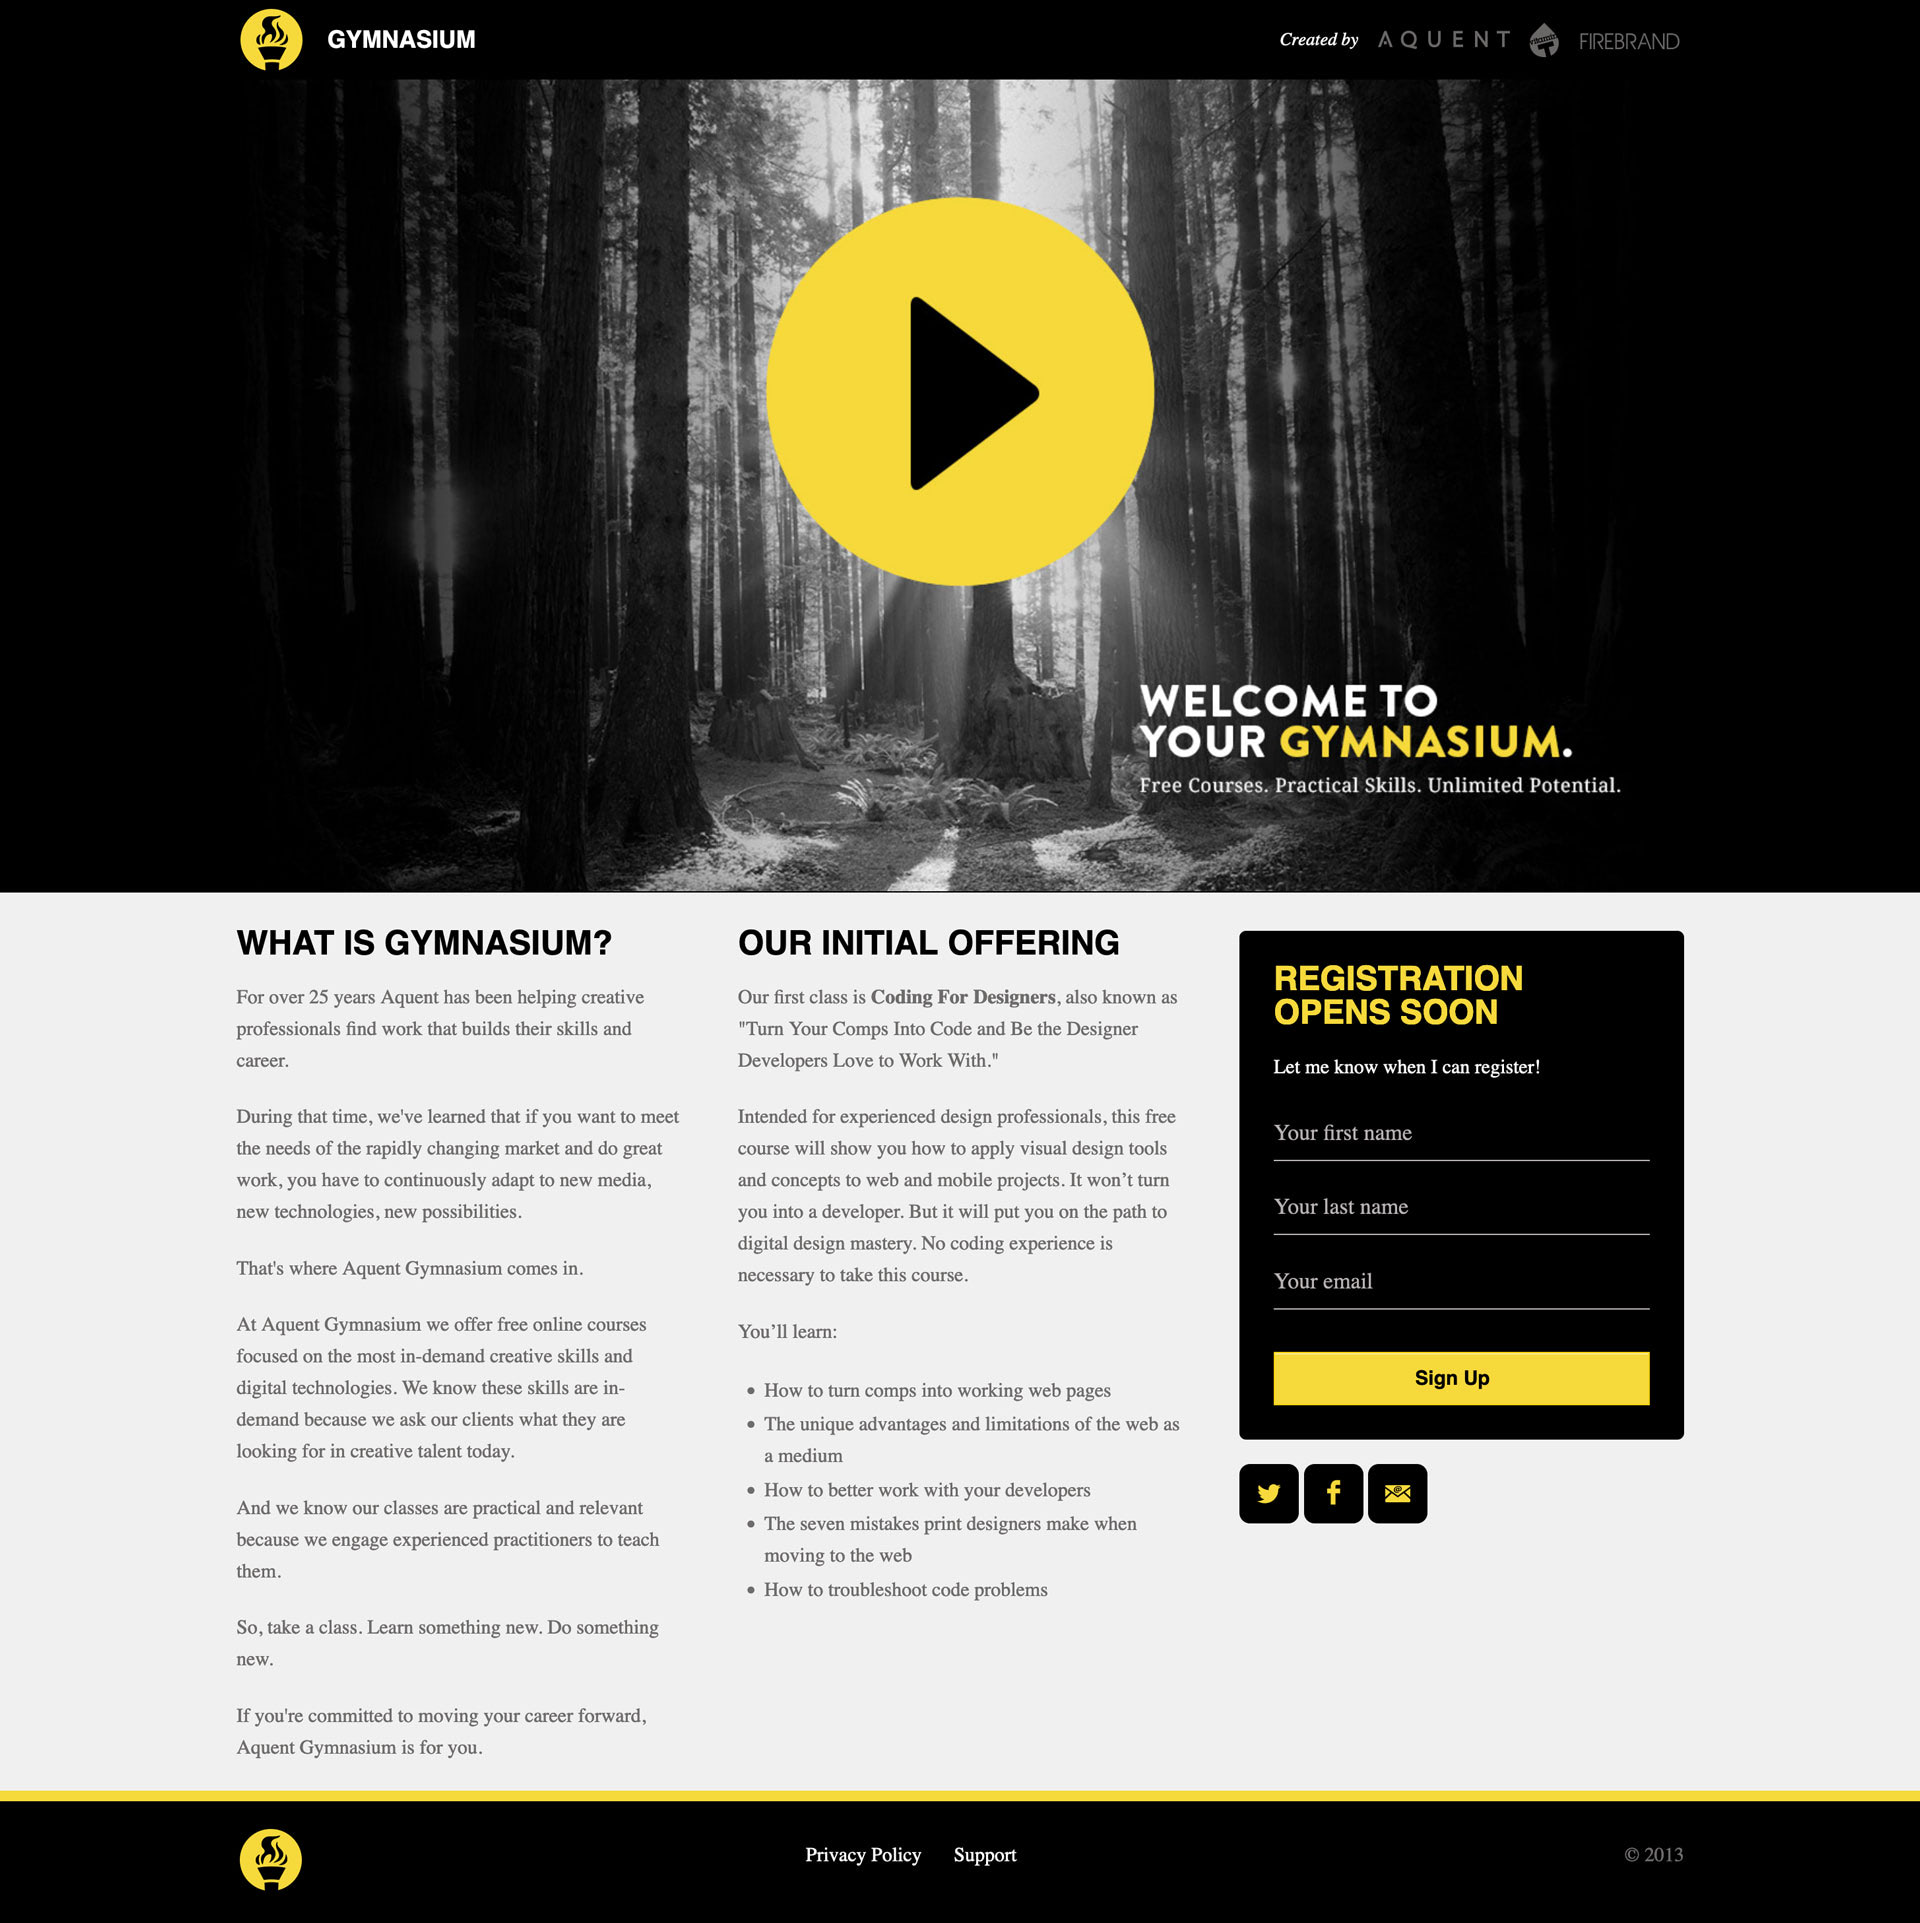 GYMNASIUM
Created by AQUENT FIREBRAND
WELCOME TO
YOUR GYMNASIUM.
Free Courses. Practical Skills. Unlimited Potential.
WHAT IS GYMNASIUM?
For over 25 years Aquent has been helping creative
professionals find work that builds their skills and
career.
During that time, we've learned that if you want to meet
the needs of the rapidly changing market and do great
work, you have to continuously adapt to new media,
new technologies, new possibilities.
That's where Aquent Gymnasium comes in.
At Aquent Gymnasium we offer free online courses
focused on the most in-demand creative skills and
digital technologies. We know these skills are in-
demand because we ask our clients what they are
looking for in creative talent today.
And we know our classes are practical and relevant
because we engage experienced practitioners to teach
them.
So, take a class. Learn something new. Do something
new.
If you're committed to moving your career forward,
Aquent Gymnasium is for you.
OUR INITIAL OFFERING
Our first class is Coding For Designers, also known as
"Turn Your Comps Into Code and Be the Designer
Developers Love to Work With."
Intended for experienced design professionals, this free
course will show you how to apply visual design tools
and concepts to web and mobile projects. It won’t turn
you into a developer. But it will put you on the path to
digital design mastery. No coding experience is
necessary to take this course.
You’ll learn:
• How to turn comps into working web pages
• The unique advantages and limitations of the web as
a medium
• How to better work with your developers
• The seven mistakes print designers make when
moving to the web
• How to troubleshoot code problems
REGISTRATION
OPENS SOON
Let me know when I can register!
Your first name
Your last name
Your email
Sign Up
Privacy Policy Support
© 2013